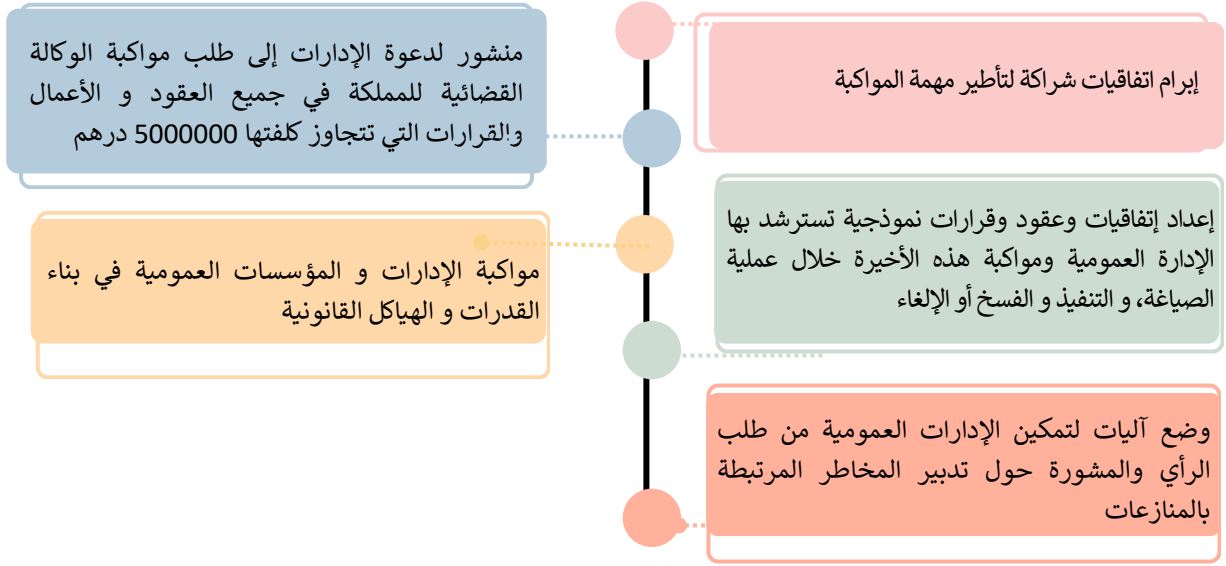 إبرام اتفاقيات شراكة لتأطير مهمة المواكبة
منشور لدعوة الإدارات إلى طلب مواكبة الوكالة
القضائية للمملكة في جميع العقود و الأعمال
والقرارات التي تتجاوز كلفتها 5000000 درهم
مواكبة الإدارات و المؤسسات العمومية في بناء
القدرات و الهياكل القانونية
إعداد إتفاقيات وعقود وقرارات نموذجية تسترشد بها
الإدارة العمومية ومواكبة هذه الأخيرة خلال عملية
الصياغة، و التنفيذ و الفسخ أو الإلغاء
وضع آليات لتمكين الإدارات العمومية من طلب
الرأي والمشورة حول تدبير المخاطر المرتبطة
بالمنازعات